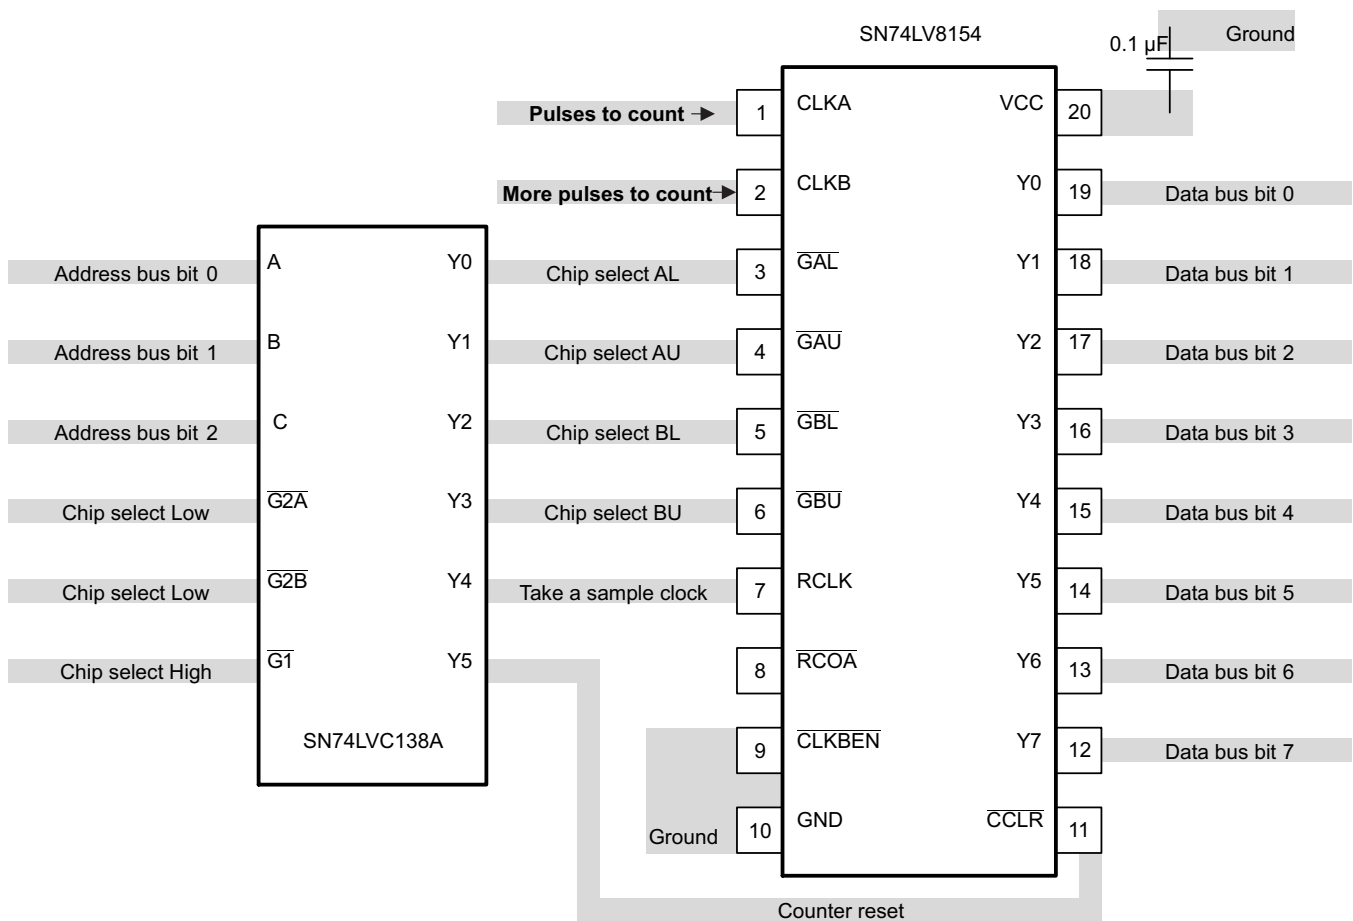 SN74LV8154
0.1 µF
Ground
Pulses to count
1
CLKA
VCC
20
More pulses to count
2
CLKB
Y0
19
Data bus bit 0
Address bus bit 0
A
Y0
Chip select AL
3
GAL
Y1
18
Data bus bit 1
Address bus bit 1
B
Y1
Chip select AU
4
GAU
Y2
17
Data bus bit 2
Address bus bit 2
C
Y2
Chip select BL
5
GBL
Y3
16
Data bus bit 3
Chip select Low
G2A
Y3
Chip select BU
6
GBU
Y4
15
Data bus bit 4
Chip select Low
G2B
Y4
Take a sample clock
7
RCLK
Y5
14
Data bus bit 5
Chip select High
G1
Y5
8
RCOA
Y6
13
Data bus bit 6
SN74LVC138A
9
CLKBEN
Y7
12
Data bus bit 7
Ground
10
GND
CCLR
11
Counter reset